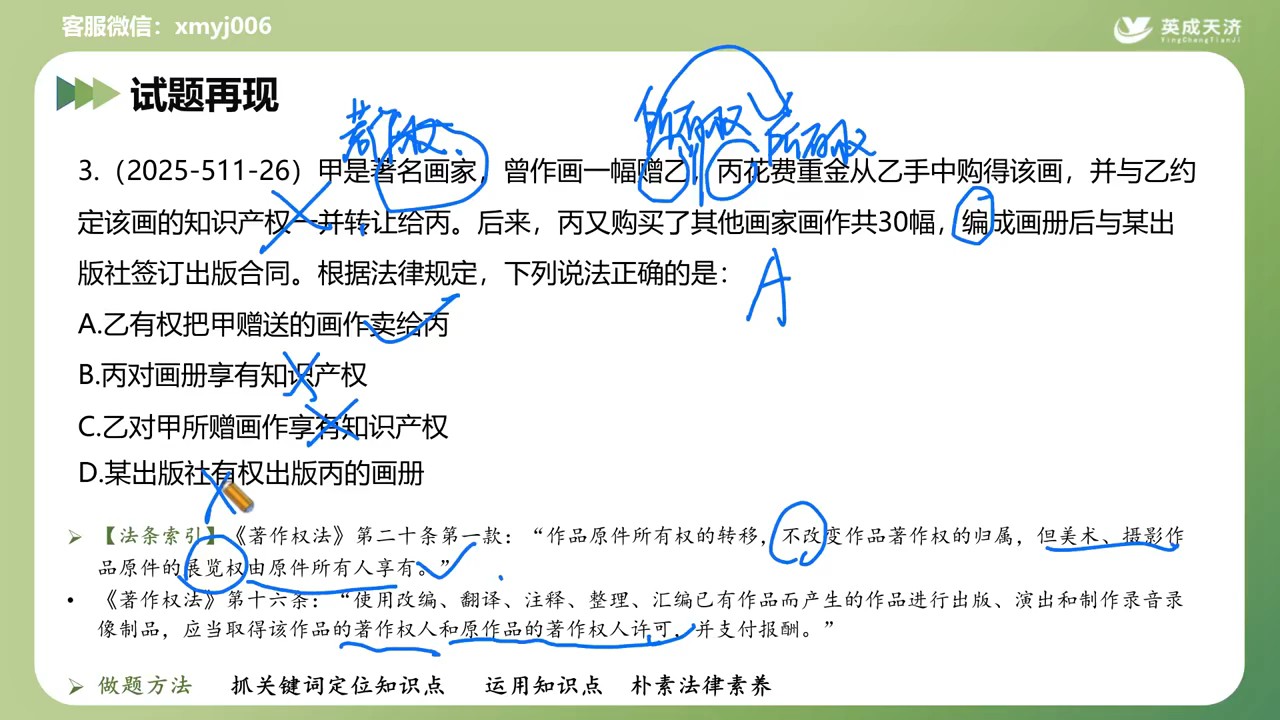 客服微信：xmyj006
英成天济
YingChengTianJi
试题再现
著作权
所有权
所有权
3.（2025-511-26）甲是著名画家，曾作画一幅赠乙，丙花费重金从乙手中购得该画，并与乙约
定该画的知识产权一并转让给丙。后来，丙又购买了其他画家画作共30幅，编成画册后与某出
版社签订出版合同。根据法律规定，下列说法正确的是：
A
A.乙有权把甲赠送的画作卖给丙
B.丙对画册享有知识产权
C.乙对甲所赠画作享有知识产权
D.某出版社有权出版丙的画册
【法条索引】《著作权法》第二十条第一款：“作品原件所有权的转移，不改变作品著作权的归属，但美术、摄影作
品原件的展览权由原件所有人享有。”
•《著作权法》第十六条：“使用改编、翻译、注释、整理、汇编已有作品而产生的作品进行出版、演出和制作录音录
像制品，应当取得该作品的著作权人和原作品的著作权人许可，并支付报酬。”
做题方法 抓关键词定位知识点 运用知识点 朴素法律素养